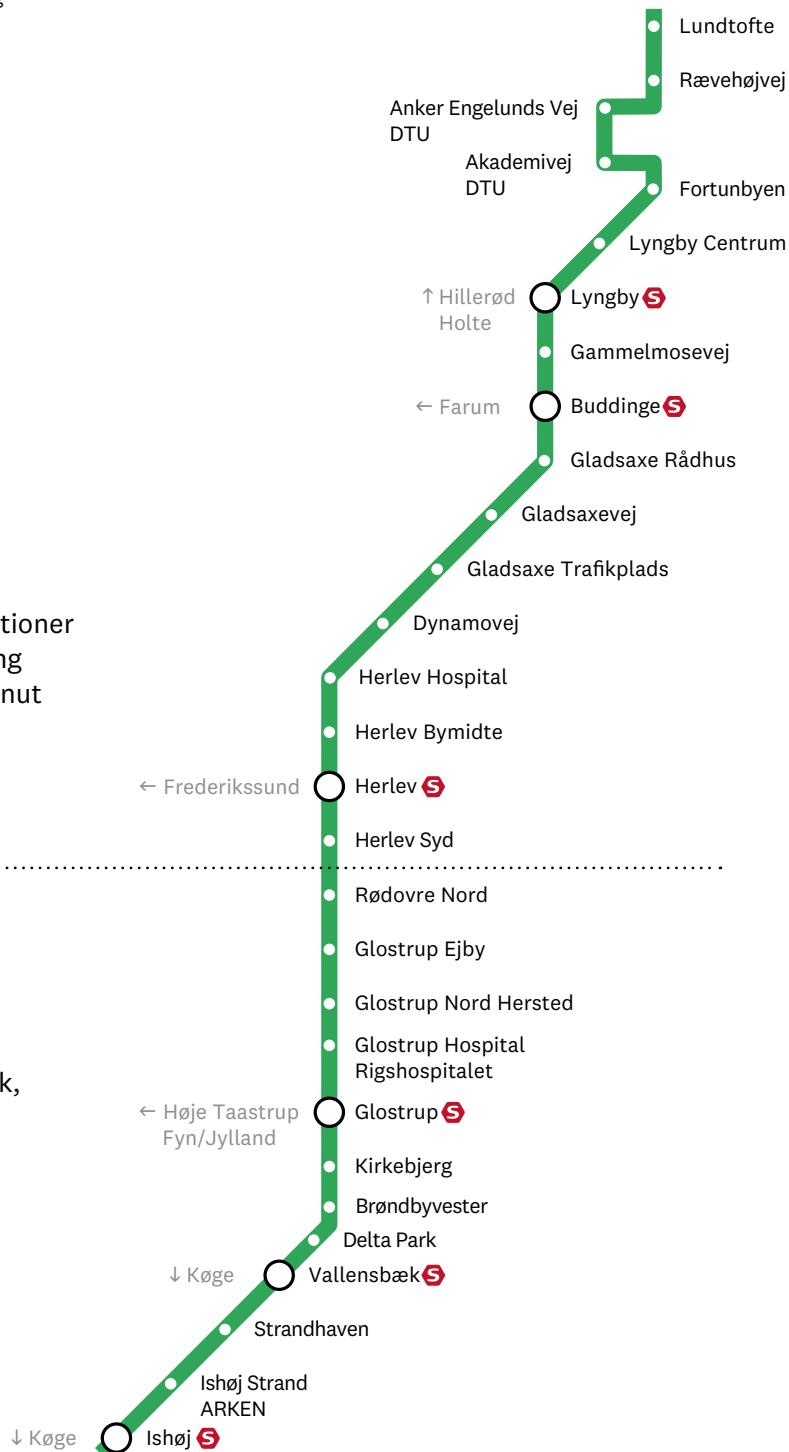 Lundtofte
Rævehøjvej
Anker Engelunds Vej
DTU
Akademivej
DTU
Fortunbyen
Lyngby Centrum
↑ Hillerød
Holte
Lyngby S
Gammelmosevej
← Farum
Buddinge S
Gladsaxe Rådhus
Gladsaxevej
Gladsaxe Trafikplads
tioner
ng
nut
Dynamovej
Herlev Hospital
Herlev Bymidte
← Frederikssund
Herlev S
Herlev Syd
Rødovre Nord
Glostrup Ejby
Glostrup Nord Hersted
Glostrup Hospital
Rigshospitalet
k,
← Høje Taastrup
Fyn/Jylland
Glostrup S
Kirkebjerg
Brøndbyvester
Delta Park
↓ Køge
Vallensbæk S
Strandhaven
Ishøj Strand
ARKEN
↓ Køge
Ishøj S